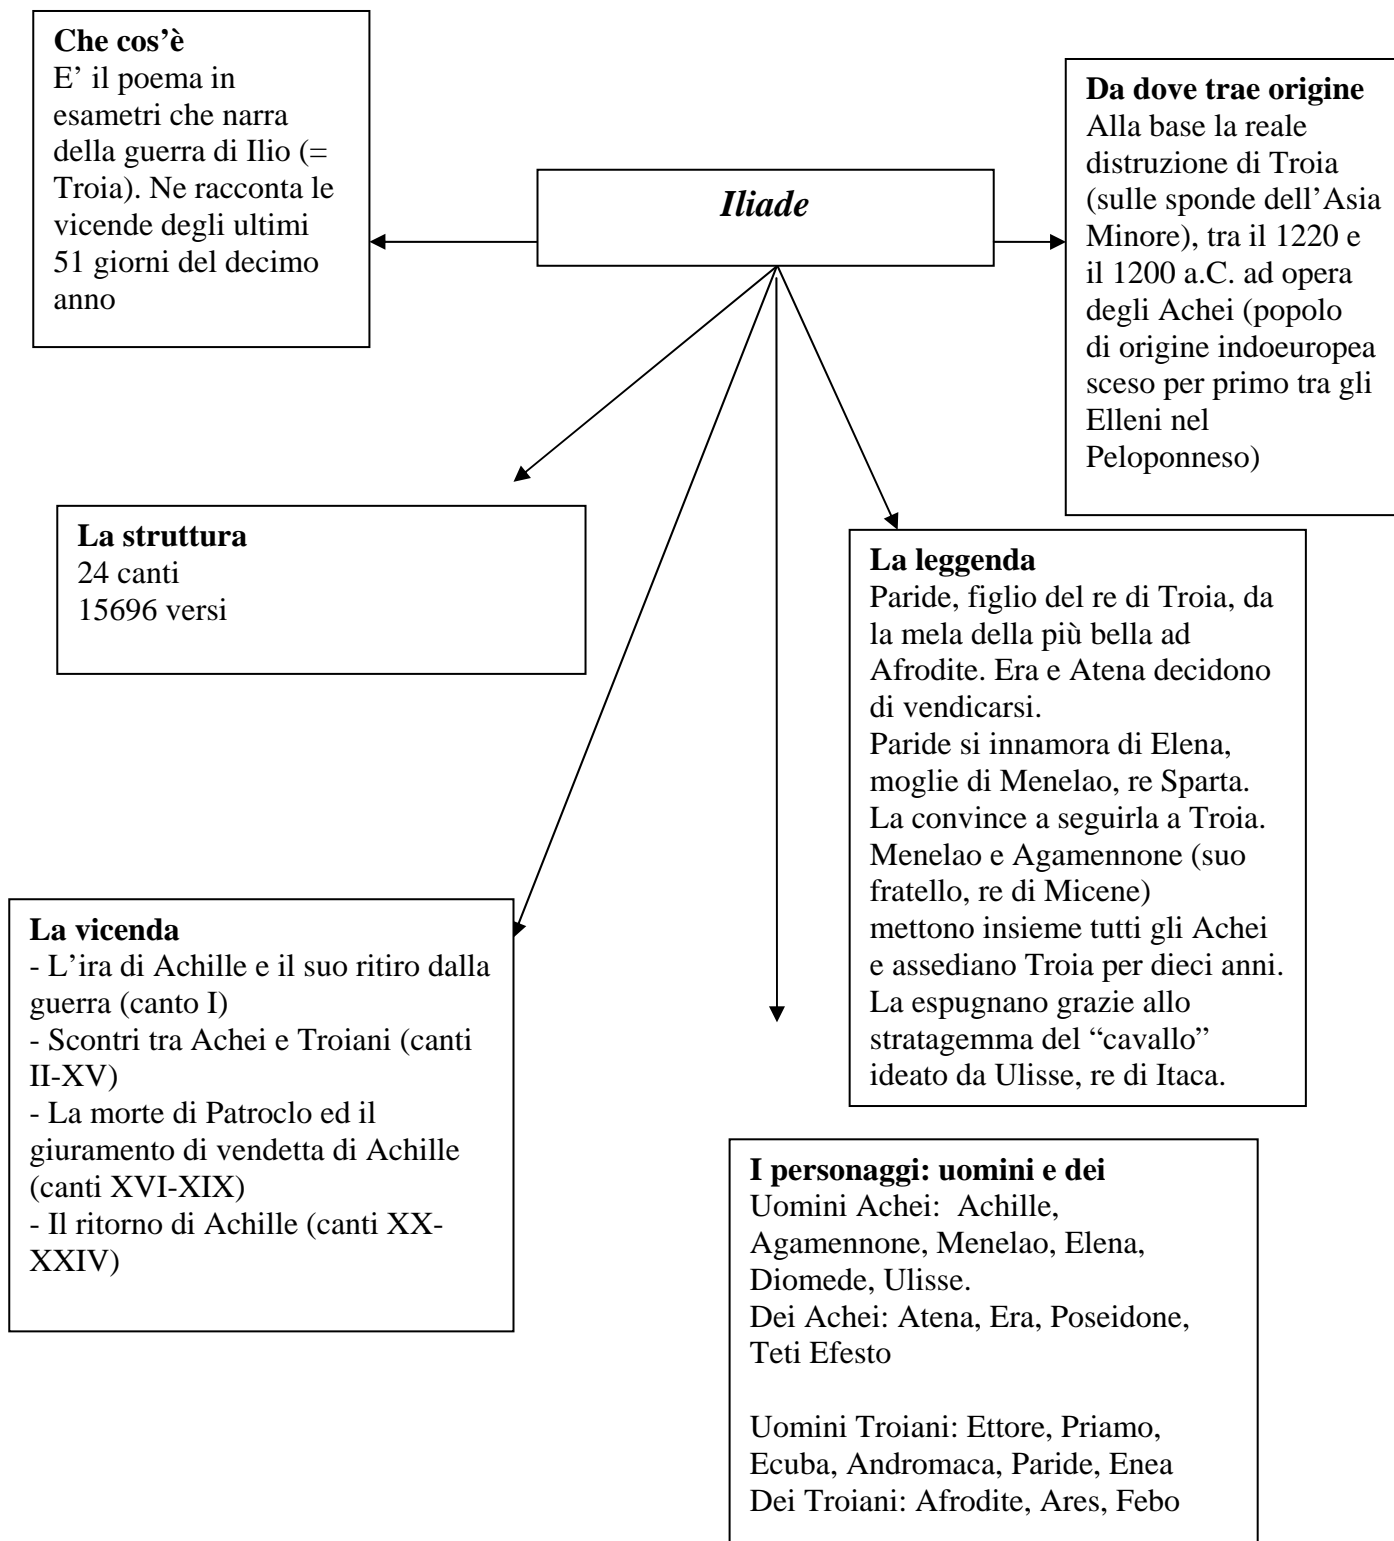 Che cos’è
E’ il poema in
esametri che narra
della guerra di Ilio (=
Troia). Ne racconta le
vicende degli ultimi
51 giorni del decimo
anno
Iliade
Da dove trae origine
Alla base la reale
distruzione di Troia
(sulle sponde dell’Asia
Minore), tra il 1220 e
il 1200 a.C. ad opera
degli Achei (popolo
di origine indoeuropea
sceso per primo tra gli
Elleni nel
Peloponneso)
La struttura
24 canti
15696 versi
La leggenda
Paride, figlio del re di Troia, da
la mela della più bella ad
Afrodite. Era e Atena decidono
di vendicarsi.
Paride si innamora di Elena,
moglie di Menelao, re Sparta.
La convince a seguirla a Troia.
Menelao e Agamennone (suo
fratello, re di Micene)
mettono insieme tutti gli Achei
e assediano Troia per dieci anni.
La espugnano grazie allo
stratagemma del “cavallo”
ideato da Ulisse, re di Itaca.
La vicenda
- L’ira di Achille e il suo ritiro dalla
guerra (canto I)
- Scontri tra Achei e Troiani (canti
II-XV)
- La morte di Patroclo ed il
giuramento di vendetta di Achille
(canti XVI-XIX)
- Il ritorno di Achille (canti XX-
XXIV)
I personaggi: uomini e dei
Uomini Achei: Achille,
Agamennone, Menelao, Elena,
Diomede, Ulisse.
Dei Achei: Atena, Era, Poseidone,
Teti Efesto
Uomini Troiani: Ettore, Priamo,
Ecuba, Andromaca, Paride, Enea
Dei Troiani: Afrodite, Ares, Febo